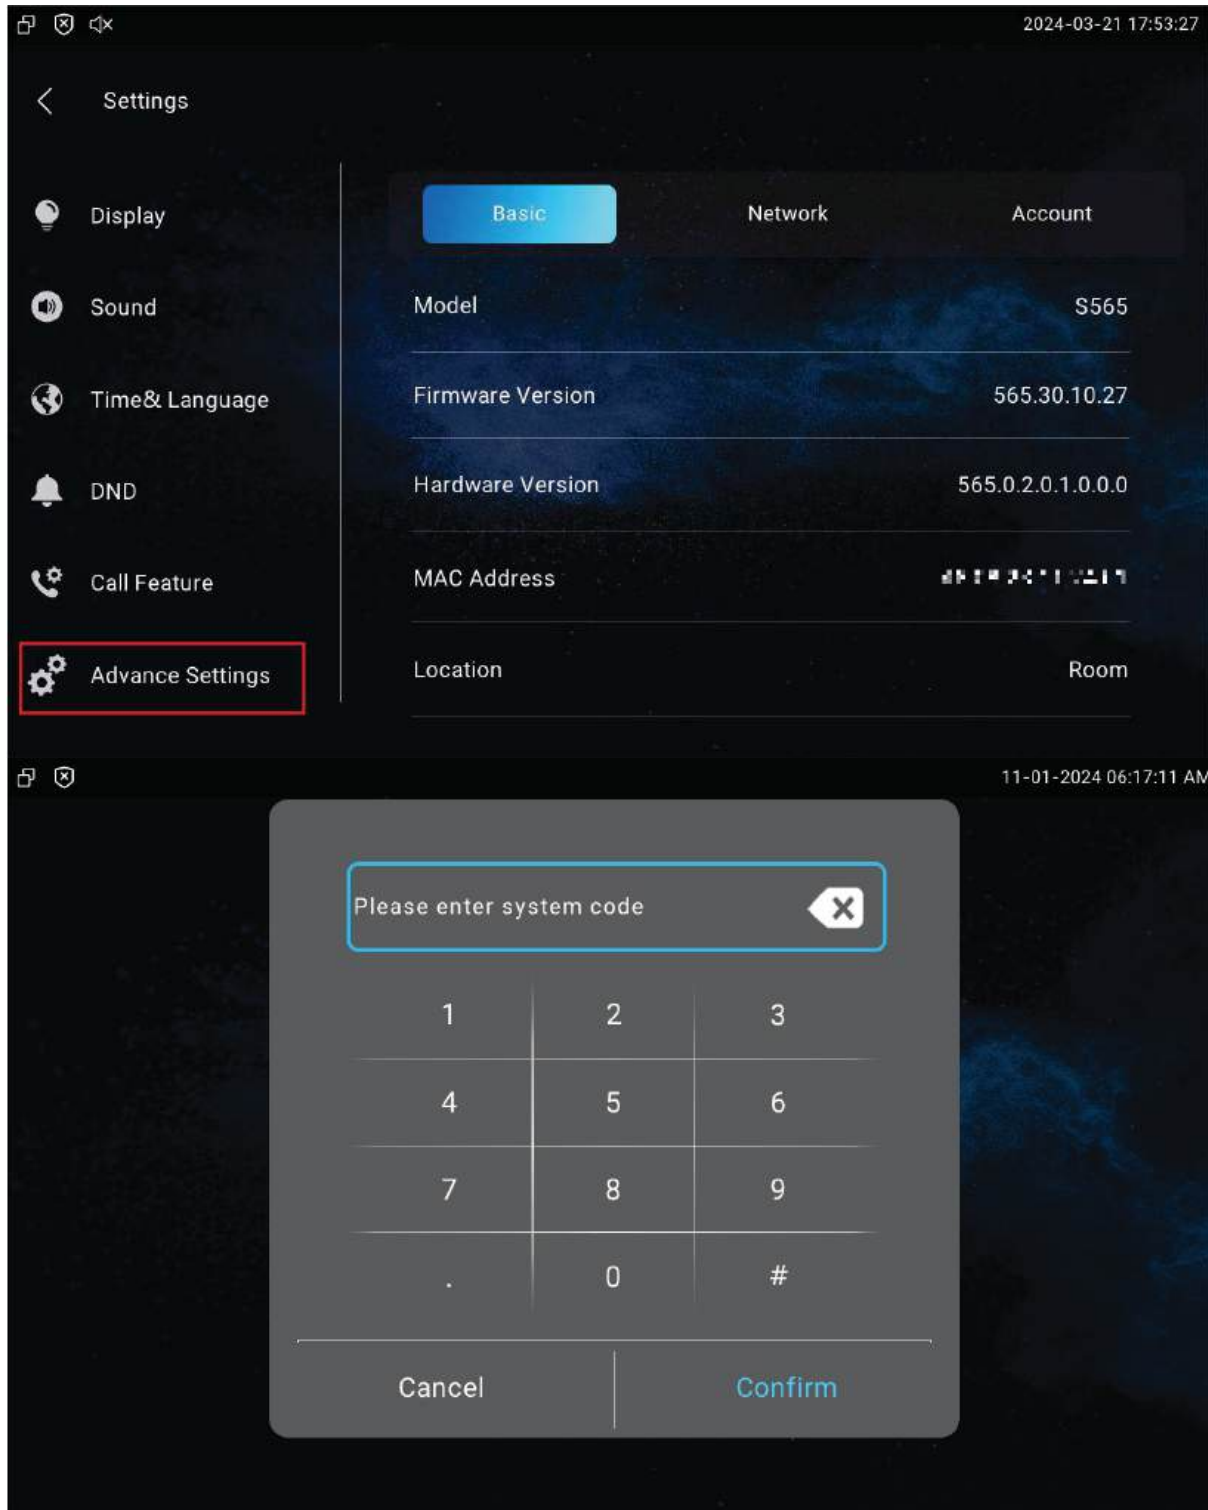 2024-03-21 17:53:27
Settings
Display
Basic Network Account
Sound
Model S565
Time& Language
Firmware Version 565.30.10.27
DND
Hardware Version 565.0.2.0.1.0.0.0
Call Feature
MAC Address
Advance Settings
Location Room
11-01-2024 06:17:11 AM
Please enter system code
1 2 3
4 5 6
7 8 9
. 0 #
Cancel Confirm